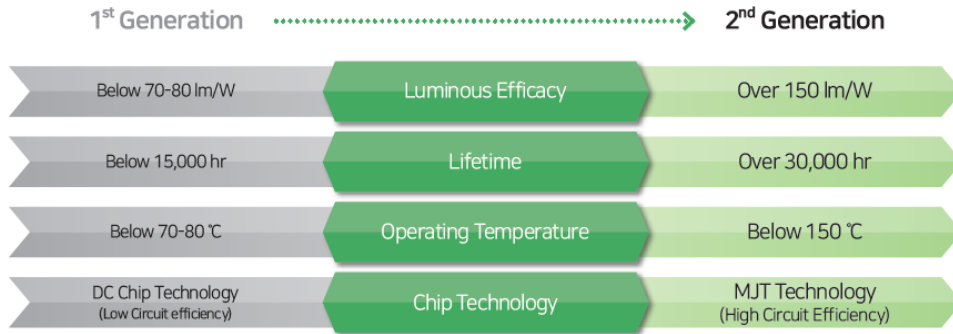 1st Generation 2nd Generation
Below 70-80 lm/W Luminous Efficacy Over 150 lm/W
Below 15,000 hr Lifetime Over 30,000 hr
Below 70-80 ℃ Operating Temperature Below 150 ℃
DC Chip Technology
(Low Circuit efficiency)
Chip Technology
MJT Technology
(High Circuit Efficiency)